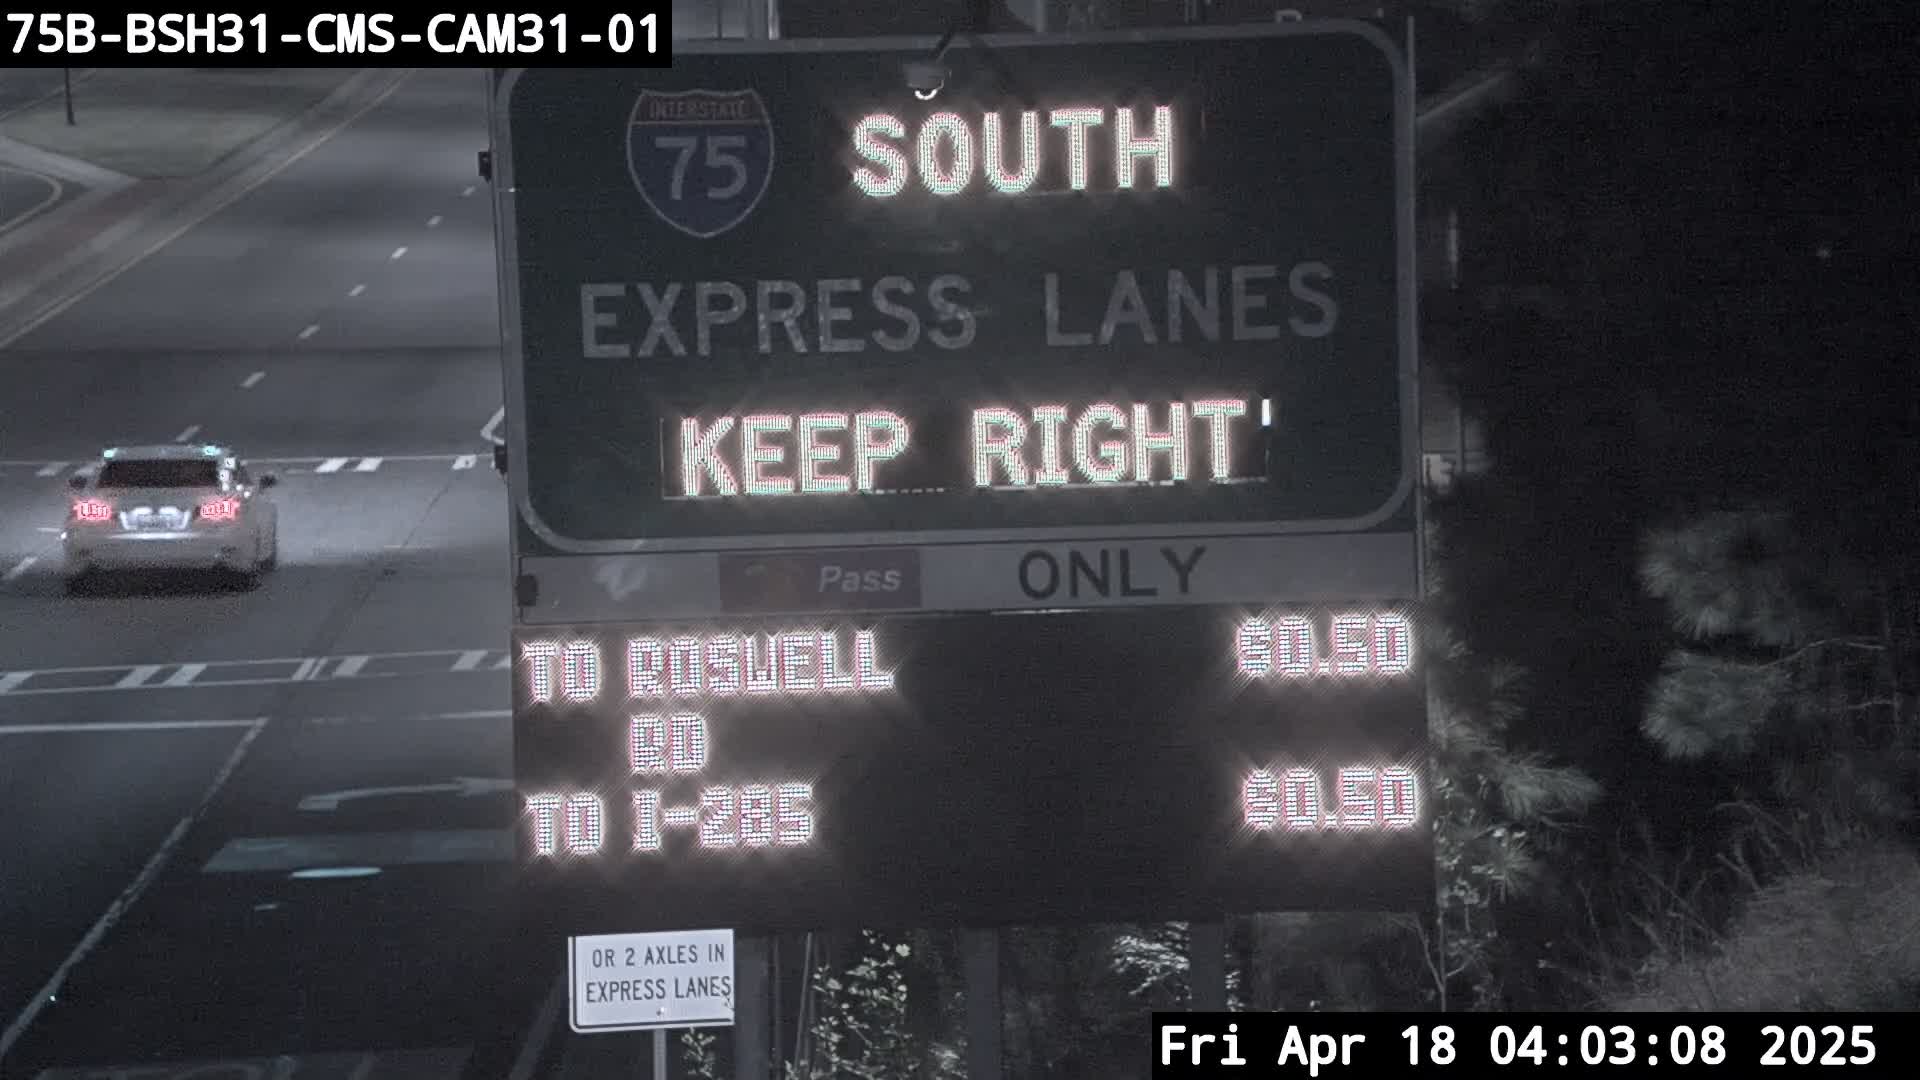 75B-BSH31-CMS-CAM31-01
INTERSTATE
75
SOUTH
EXPRESS LANES
KEEP RIGHT
Pass ONLY
TO ROSWELL $0.50
RD
TO I-285 $0.50
OR 2 AXLES IN
EXPRESS LANES
Fri Apr 18 04:03:08 2025